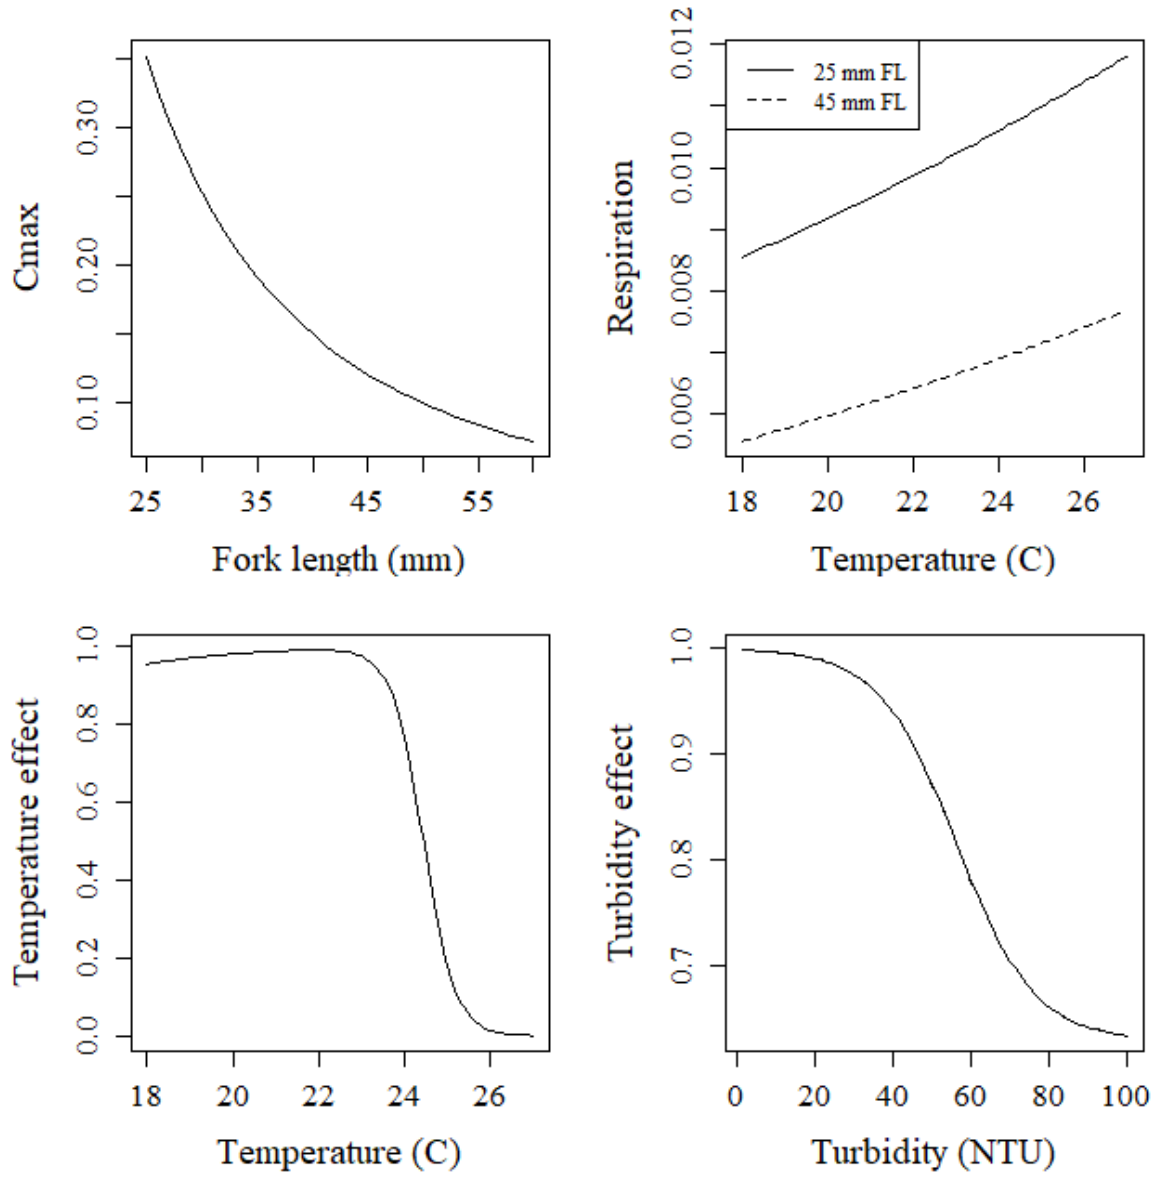 Cmax
0.30
0.20
0.10
25 35 45 55
Fork length (mm)
Respiration
0.012
0.010
0.008
0.006
25 mm FL
45 mm FL
18 20 22 24 26
Temperature (C)
Temperature effect
1.0
0.8
0.6
0.4
0.2
0.0
18 20 22 24 26
Temperature (C)
Turbidity effect
1.0
0.9
0.8
0.7
0 20 40 60 80 100
Turbidity (NTU)